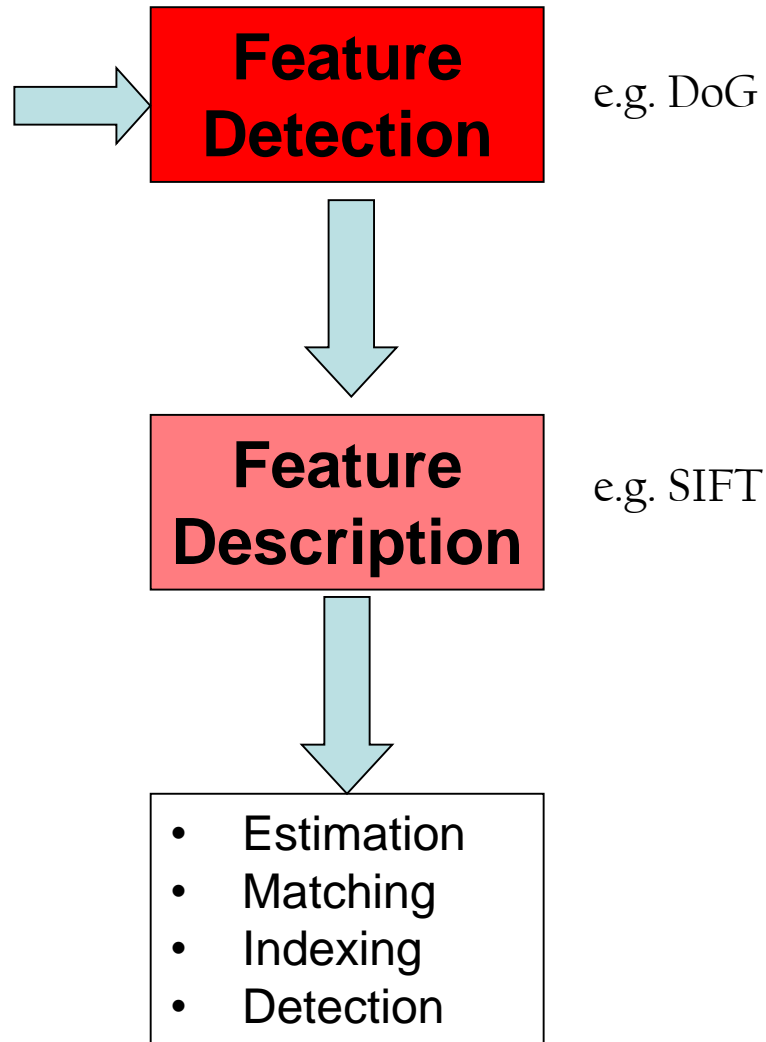 Feature
Detection
e.g. DoG
Feature
Description
e.g. SIFT
• Estimation
• Matching
• Indexing
• Detection